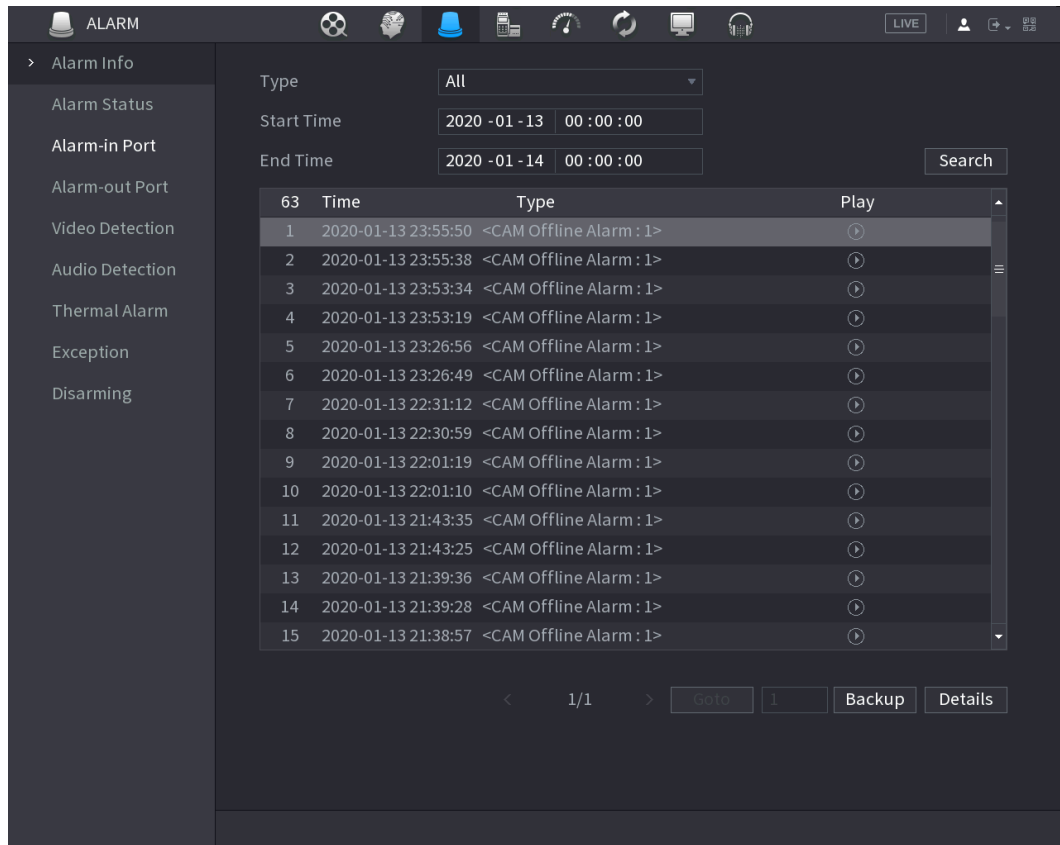 ALARM LIVE
Alarm Info
Alarm Status
Alarm-in Port
Alarm-out Port
Video Detection
Audio Detection
Thermal Alarm
Exception
Disarming
Type All
Start Time 2020 -01 -13 00 : 00 : 00
End Time 2020 -01 -14 00 : 00 : 00 Search
63 Time Type Play
1 2020-01-13 23:55:50 <CAM Offline Alarm : 1>
2 2020-01-13 23:55:38 <CAM Offline Alarm : 1>
3 2020-01-13 23:53:34 <CAM Offline Alarm : 1>
4 2020-01-13 23:53:19 <CAM Offline Alarm : 1>
5 2020-01-13 23:26:56 <CAM Offline Alarm : 1>
6 2020-01-13 23:26:49 <CAM Offline Alarm : 1>
7 2020-01-13 22:31:12 <CAM Offline Alarm : 1>
8 2020-01-13 22:30:59 <CAM Offline Alarm : 1>
9 2020-01-13 22:01:19 <CAM Offline Alarm : 1>
10 2020-01-13 22:01:10 <CAM Offline Alarm : 1>
11 2020-01-13 21:43:35 <CAM Offline Alarm : 1>
12 2020-01-13 21:43:25 <CAM Offline Alarm : 1>
13 2020-01-13 21:39:36 <CAM Offline Alarm : 1>
14 2020-01-13 21:39:28 <CAM Offline Alarm : 1>
15 2020-01-13 21:38:57 <CAM Offline Alarm : 1>
< 1/1 > Goto 1 Backup Details